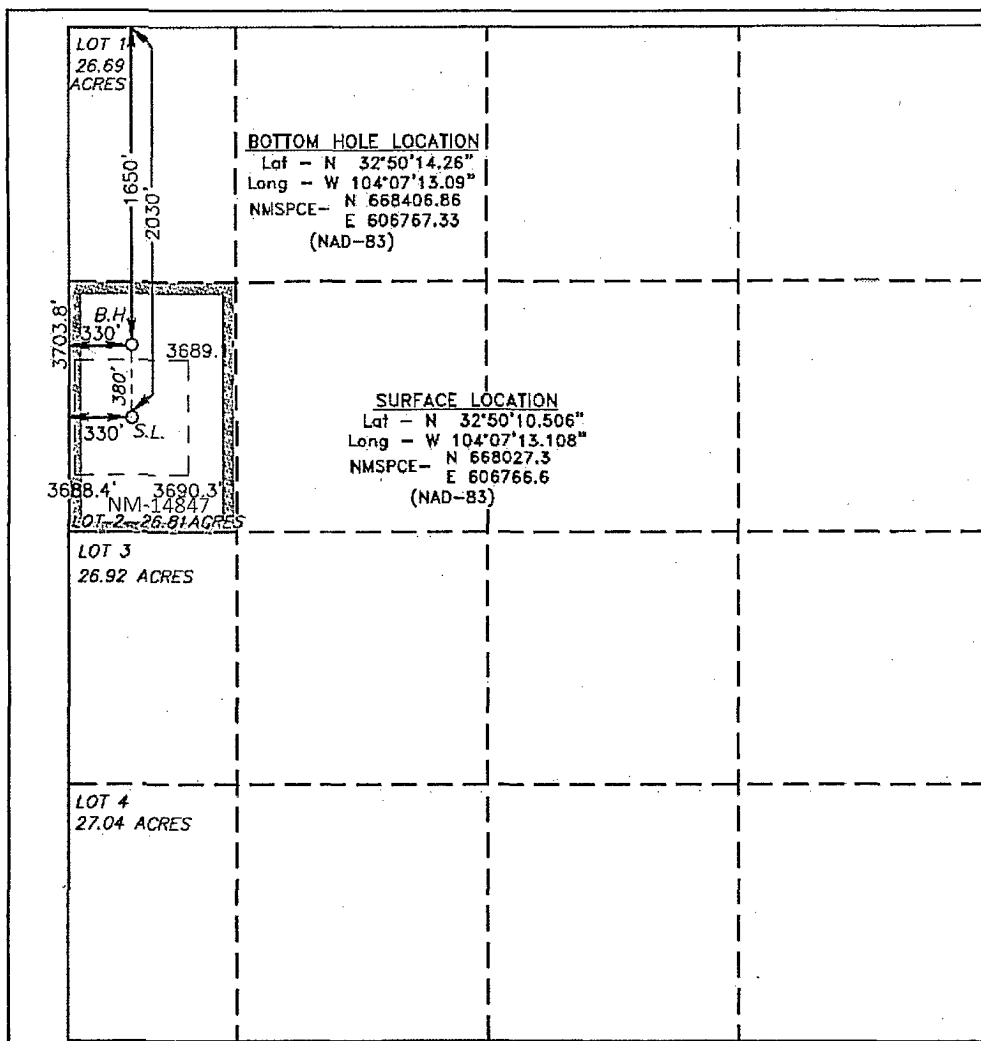 LOT 1
26.69
ACRES
1650'
2030'
BOTTOM HOLE LOCATION
Lat - N 32°50'14.26"
Long - W 104°07'13.09"
NMSPCE- N 668406.86
E 606767.33
(NAD-83)
3703.8'
B.H.
330'
3689.
380'
330'
S.L.
3688.4'
3690.3'
NM-14847
LOT 2 26.81 ACRES
SURFACE LOCATION
Lat - N 32°50'10.506"
Long - W 104°07'13.108"
NMSPCE- N 668027.3
E 606766.6
(NAD-83)
LOT 3
26.92 ACRES
LOT 4
27.04 ACRES